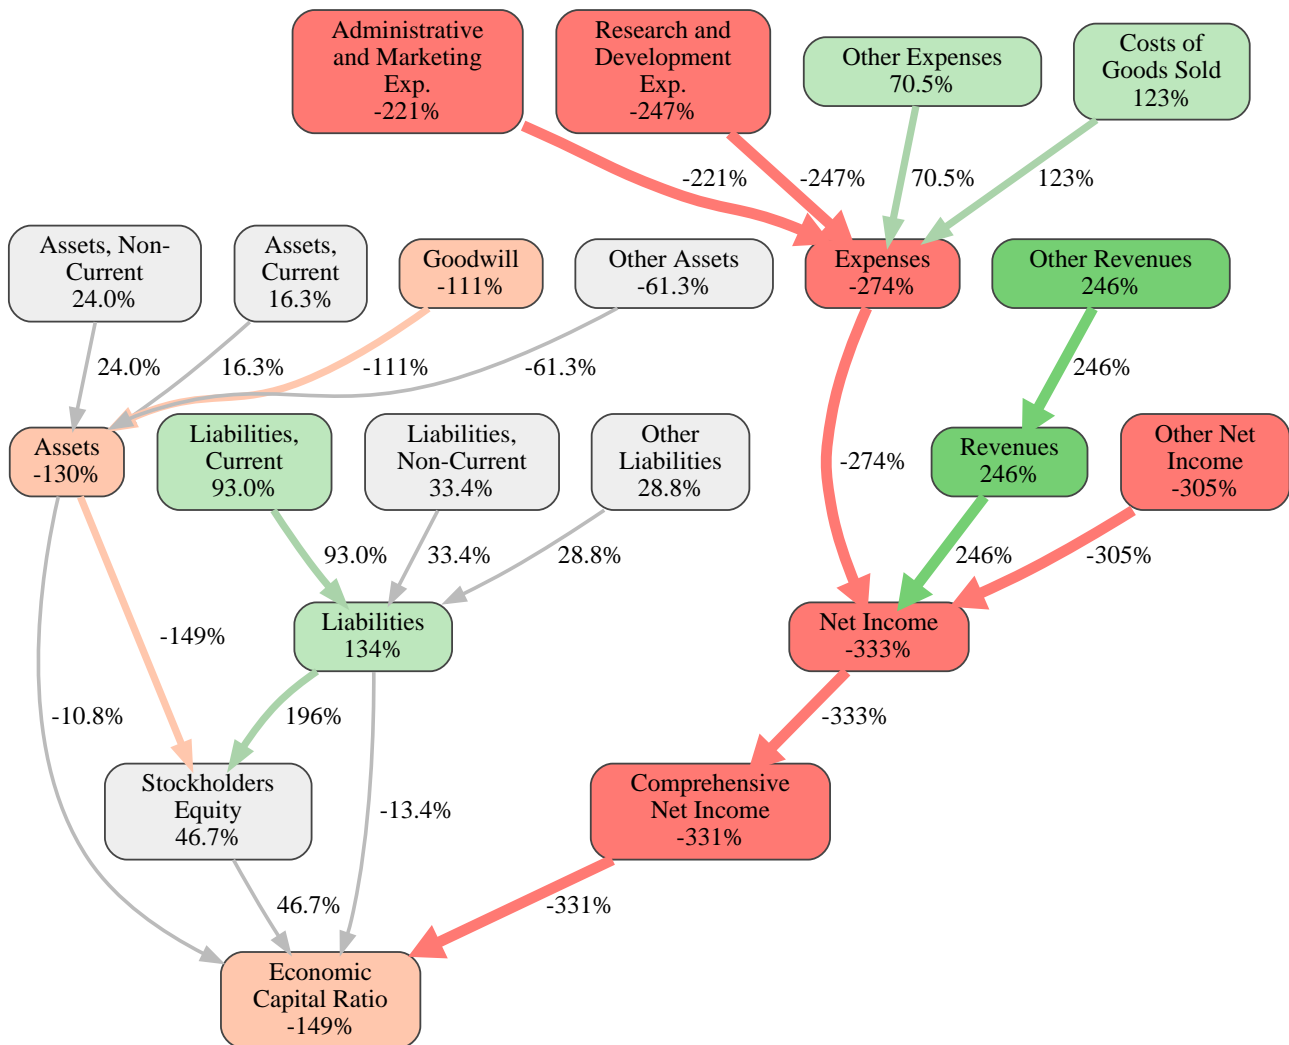 Administrative
and Marketing
Exp.
-221%
Research and
Development
Exp.
-247%
Other Expenses
70.5%
Costs of
Goods Sold
123%
-221%
-247%
70.5%
123%
Assets, Non-
Current
24.0%
Assets,
Current
16.3%
Goodwill
-111%
Other Assets
-61.3%
Expenses
-274%
Other Revenues
246%
24.0%
16.3%
-111%
-61.3%
246%
Assets
-130%
Liabilities,
Current
93.0%
Liabilities,
Non-Current
33.4%
Other
Liabilities
28.8%
-274%
Revenues
246%
Other Net
Income
-305%
93.0%
33.4%
28.8%
246%
-305%
-149%
Liabilities
134%
Net Income
-333%
-10.8%
196%
-333%
Stockholders
Equity
46.7%
-13.4%
Comprehensive
Net Income
-331%
46.7%
-331%
Economic
Capital Ratio
-149%